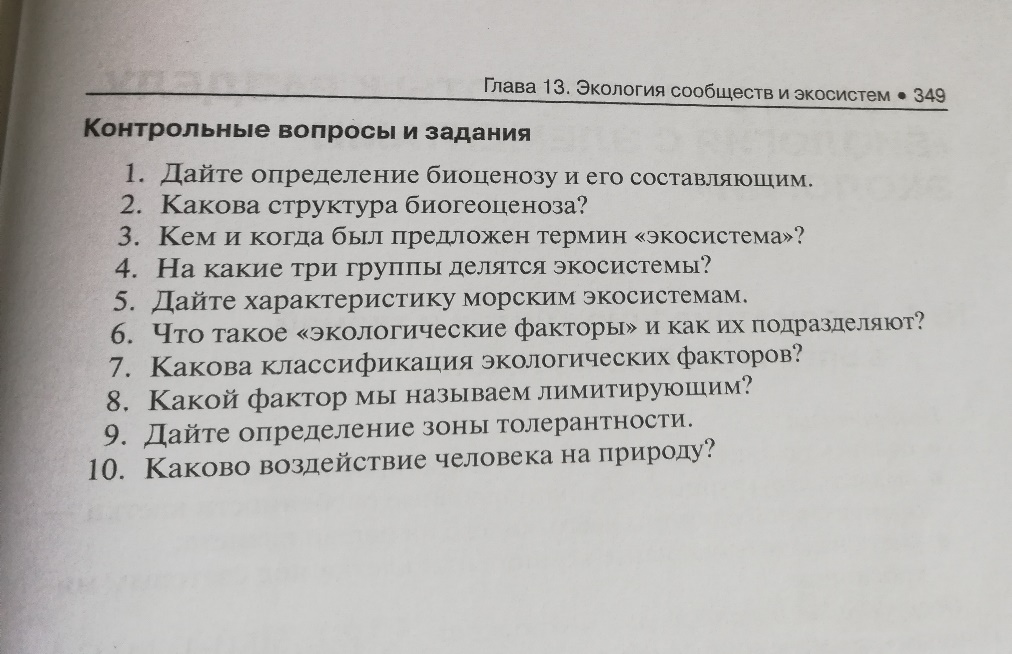 Глава 13. Экология сообществ и экосистем • 349
Контрольные вопросы и задания
1. Дайте определение биоценозу и его составляющим.
2. Какова структура биогеоценоза?
3. Кем и когда был предложен термин «экосистема»?
4. На какие три группы делятся экосистемы?
5. Дайте характеристику морским экосистемам.
6. Что такое «экологические факторы» и как их подразделяют?
7. Какова классификация экологических факторов?
8. Какой фактор мы называем лимитирующим?
9. Дайте определение зоны толерантности.
10. Каково воздействие человека на природу?